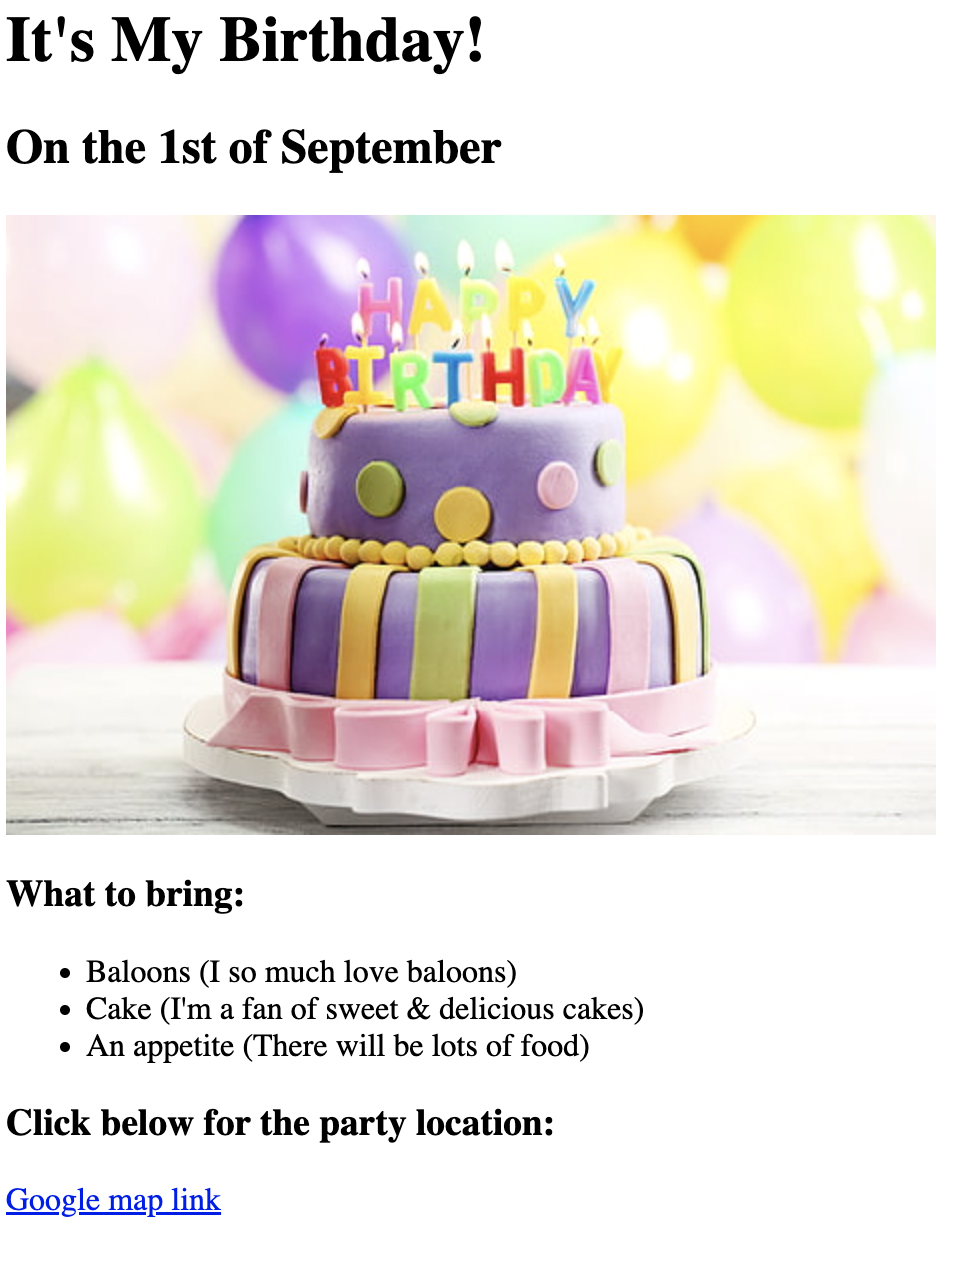 It's My Birthday!
On the 1st of September
HAPPY
BIRTHDAY
What to bring:
Baloons (I so much love baloons)
Cake (I'm a fan of sweet & delicious cakes)
An appetite (There will be lots of food)
Click below for the party location:
Google map link